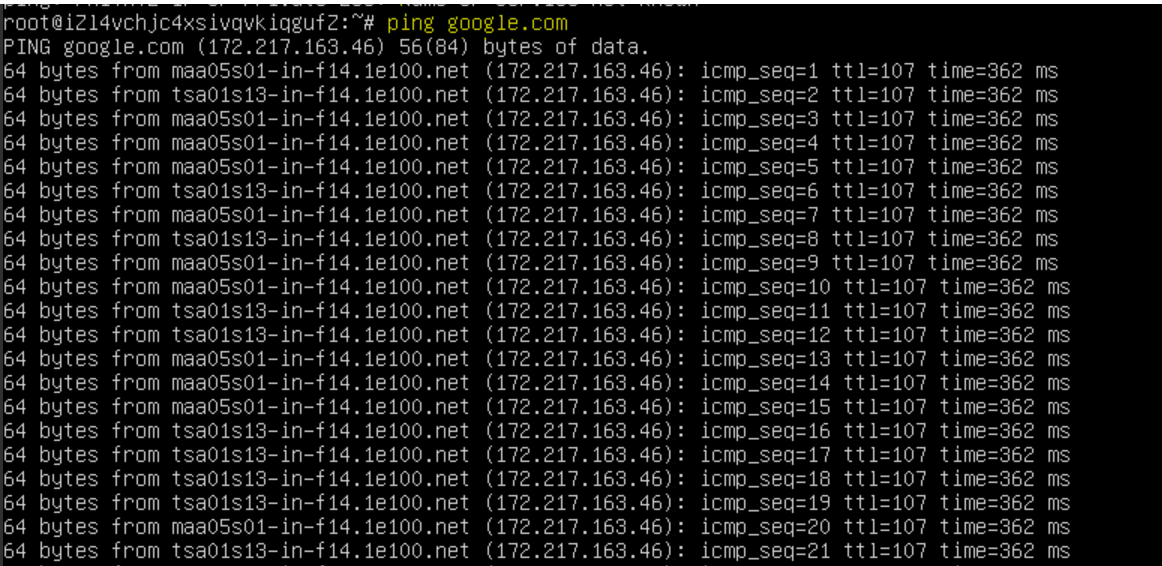 root@iZl4vchjc4xsivqvkiqgufZ:~# ping google.com
PING google.com (172.217.163.46) 56(84) bytes of data.
64 bytes from maa05s01-in-f14.1e100.net (172.217.163.46): icmp_seq=1 ttl=107 time=362 ms
64 bytes from tsa01s13-in-f14.1e100.net (172.217.163.46): icmp_seq=2 ttl=107 time=362 ms
64 bytes from maa05s01-in-f14.1e100.net (172.217.163.46): icmp_seq=3 ttl=107 time=362 ms
64 bytes from maa05s01-in-f14.1e100.net (172.217.163.46): icmp_seq=4 ttl=107 time=362 ms
64 bytes from maa05s01-in-f14.1e100.net (172.217.163.46): icmp_seq=5 ttl=107 time=362 ms
64 bytes from tsa01s13-in-f14.1e100.net (172.217.163.46): icmp_seq=6 ttl=107 time=362 ms
64 bytes from maa05s01-in-f14.1e100.net (172.217.163.46): icmp_seq=7 ttl=107 time=362 ms
64 bytes from tsa01s13-in-f14.1e100.net (172.217.163.46): icmp_seq=8 ttl=107 time=362 ms
64 bytes from maa05s01-in-f14.1e100.net (172.217.163.46): icmp_seq=9 ttl=107 time=362 ms
64 bytes from maa05s01-in-f14.1e100.net (172.217.163.46): icmp_seq=10 ttl=107 time=362 ms
64 bytes from tsa01s13-in-f14.1e100.net (172.217.163.46): icmp_seq=11 ttl=107 time=362 ms
64 bytes from tsa01s13-in-f14.1e100.net (172.217.163.46): icmp_seq=12 ttl=107 time=362 ms
64 bytes from maa05s01-in-f14.1e100.net (172.217.163.46): icmp_seq=13 ttl=107 time=362 ms
64 bytes from maa05s01-in-f14.1e100.net (172.217.163.46): icmp_seq=14 ttl=107 time=362 ms
64 bytes from maa05s01-in-f14.1e100.net (172.217.163.46): icmp_seq=15 ttl=107 time=362 ms
64 bytes from tsa01s13-in-f14.1e100.net (172.217.163.46): icmp_seq=16 ttl=107 time=362 ms
64 bytes from tsa01s13-in-f14.1e100.net (172.217.163.46): icmp_seq=17 ttl=107 time=362 ms
64 bytes from tsa01s13-in-f14.1e100.net (172.217.163.46): icmp_seq=18 ttl=107 time=362 ms
64 bytes from maa05s01-in-f14.1e100.net (172.217.163.46): icmp_seq=19 ttl=107 time=362 ms
64 bytes from maa05s01-in-f14.1e100.net (172.217.163.46): icmp_seq=20 ttl=107 time=362 ms
64 bytes from tsa01s13-in-f14.1e100.net (172.217.163.46): icmp_seq=21 ttl=107 time=362 ms